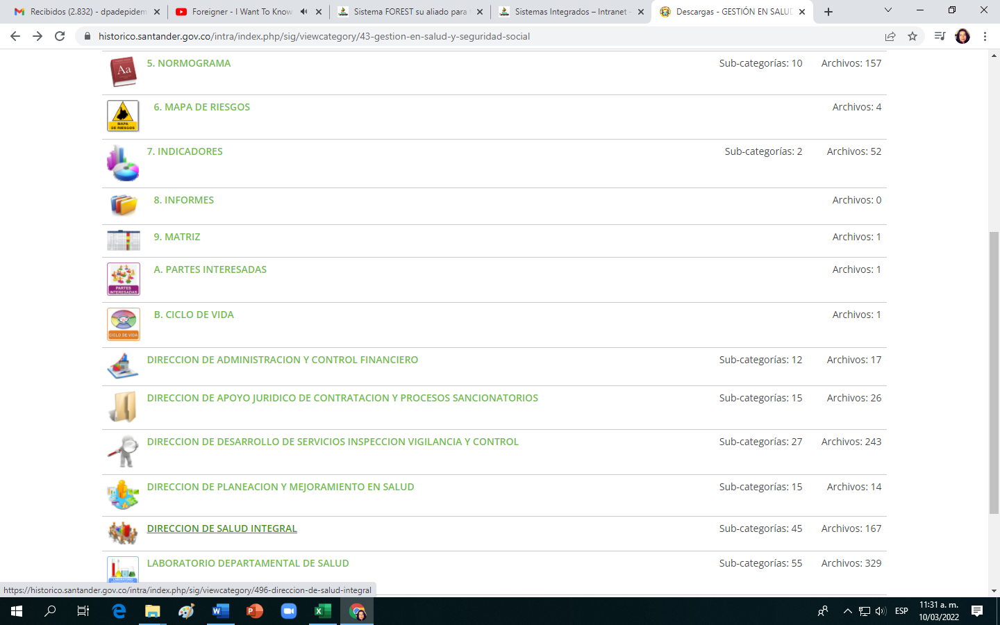 Recibidos (2.832) - dpadepidem
Foreigner - I Want To Know
Sistema FOREST su aliado para
Sistemas Integrados – Intranet -
Descargas - GESTIÓN EN SALUD
historico.santander.gov.co/intra/index.php/sig/viewcategory/43-gestion-en-salud-y-seguridad-social
Aa
5. NORMOGRAMA Sub-categorías: 10 Archivos: 157
MAPA
DE RIESGOS
6. MAPA DE RIESGOS Archivos: 4
7. INDICADORES Sub-categorías: 2 Archivos: 52
8. INFORMES Archivos: 0
9. MATRIZ Archivos: 1
PARTES
INTERESADAS
A. PARTES INTERESADAS Archivos: 1
CICLO DE VIDA
B. CICLO DE VIDA Archivos: 1
DIRECCION DE ADMINISTRACION Y CONTROL FINANCIERO Sub-categorías: 12 Archivos: 17
DIRECCION DE APOYO JURIDICO DE CONTRATACION Y PROCESOS SANCIONATORIOS Sub-categorías: 15 Archivos: 26
DIRECCION DE DESARROLLO DE SERVICIOS INSPECCION VIGILANCIA Y CONTROL Sub-categorías: 27 Archivos: 243
DIRECCION DE PLANEACION Y MEJORAMIENTO EN SALUD Sub-categorías: 15 Archivos: 14
DIRECCION DE SALUD INTEGRAL Sub-categorías: 45 Archivos: 167
LABORATORIO DEPARTAMENTAL DE SALUD Sub-categorías: 55 Archivos: 329
https://historico.santander.gov.co/intra/index.php/sig/viewcategory/496-direccion-de-salud-integral
ESP
11:31 a. m.
10/03/2022